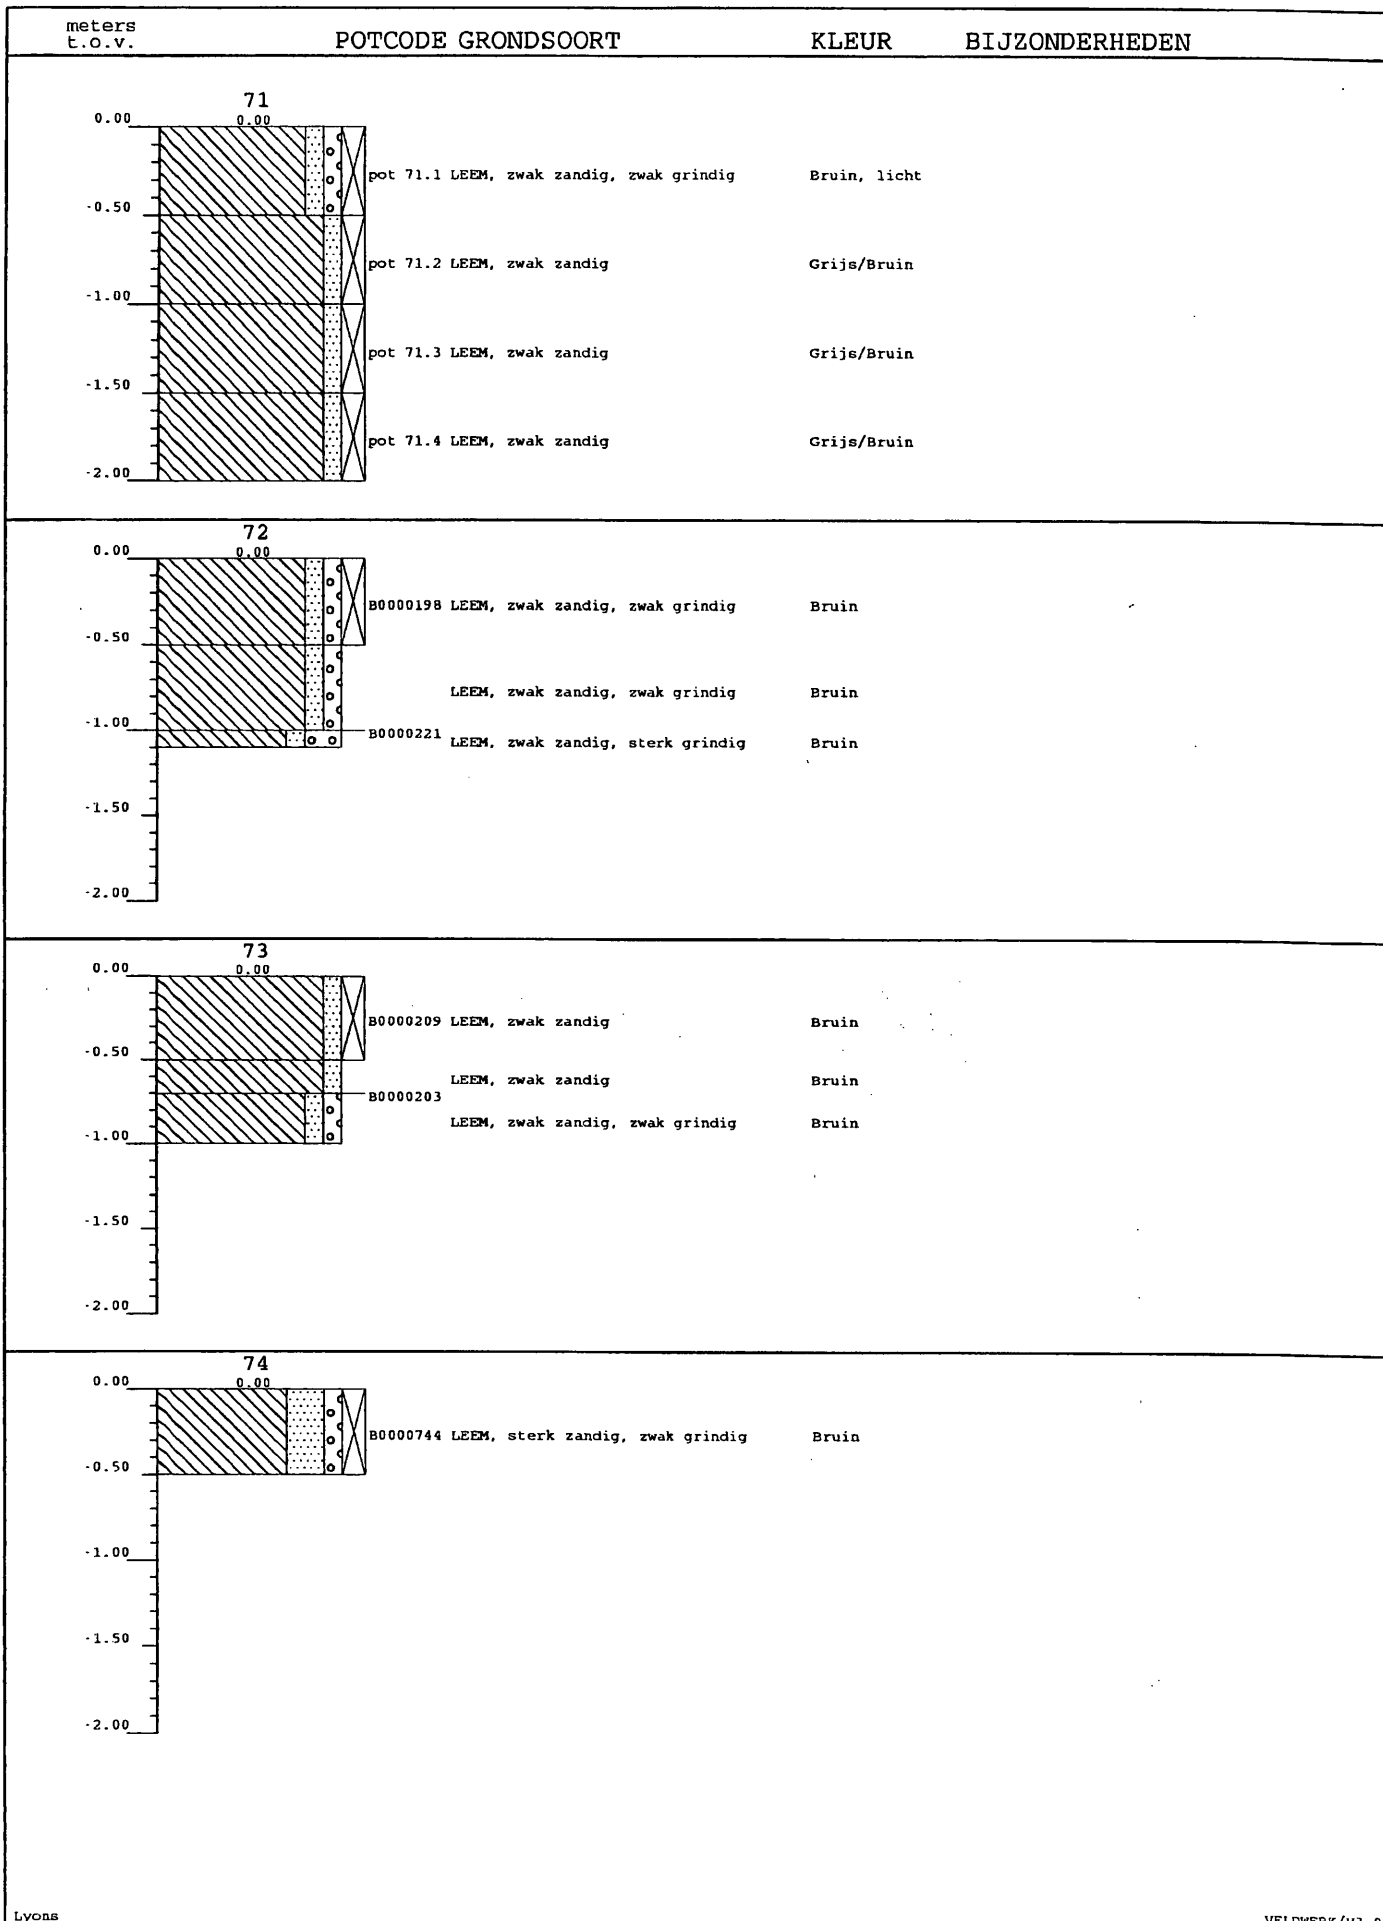 meters
t.o.v. POTCODE GRONDSOORT KLEUR BIJZONDERHEDEN
71
0.00 0.00
pot 71.1 LEEM, zwak zandig, zwak grindig Bruin, licht
-0.50
pot 71.2 LEEM, zwak zandig Grijs/Bruin
-1.00
pot 71.3 LEEM, zwak zandig Grijs/Bruin
-1.50
pot 71.4 LEEM, zwak zandig Grijs/Bruin
-2.00
72
0.00 0.00
B0000198 LEEM, zwak zandig, zwak grindig Bruin
-0.50
LEEM, zwak zandig, zwak grindig Bruin
-1.00
B0000221
LEEM, zwak zandig, sterk grindig Bruin
-1.50
-2.00
73
0.00 0.00
B0000209 LEEM, zwak zandig Bruin
-0.50
LEEM, zwak zandig Bruin
B0000203
LEEM, zwak zandig, zwak grindig Bruin
-1.00
-1.50
-2.00
74
0.00 0.00
B0000744 LEEM, sterk zandig, zwak grindig Bruin
-0.50
-1.00
-1.50
-2.00
Lyons